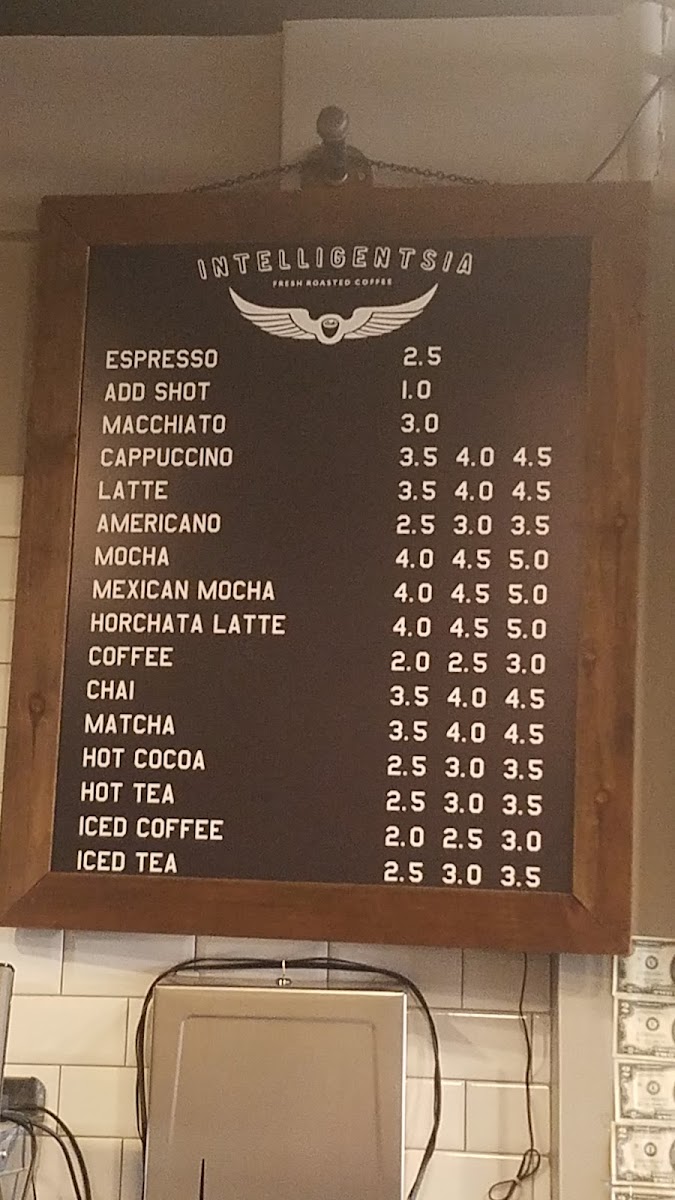 INTELLIGENTSIA
FRESH ROASTED COFFEE
ESPRESSO 2.5
ADD SHOT 1.0
MACCHIATO 3.0
CAPPUCCINO 3.5 4.0 4.5
LATTE 3.5 4.0 4.5
AMERICANO 2.5 3.0 3.5
MOCHA 4.0 4.5 5.0
MEXICAN MOCHA 4.0 4.5 5.0
HORCHATA LATTE 4.0 4.5 5.0
COFFEE 2.0 2.5 3.0
CHAI 3.5 4.0 4.5
MATCHA 3.5 4.0 4.5
HOT COCOA 2.5 3.0 3.5
HOT TEA 2.5 3.0 3.5
ICED COFFEE 2.0 2.5 3.0
ICED TEA 2.5 3.0 3.5